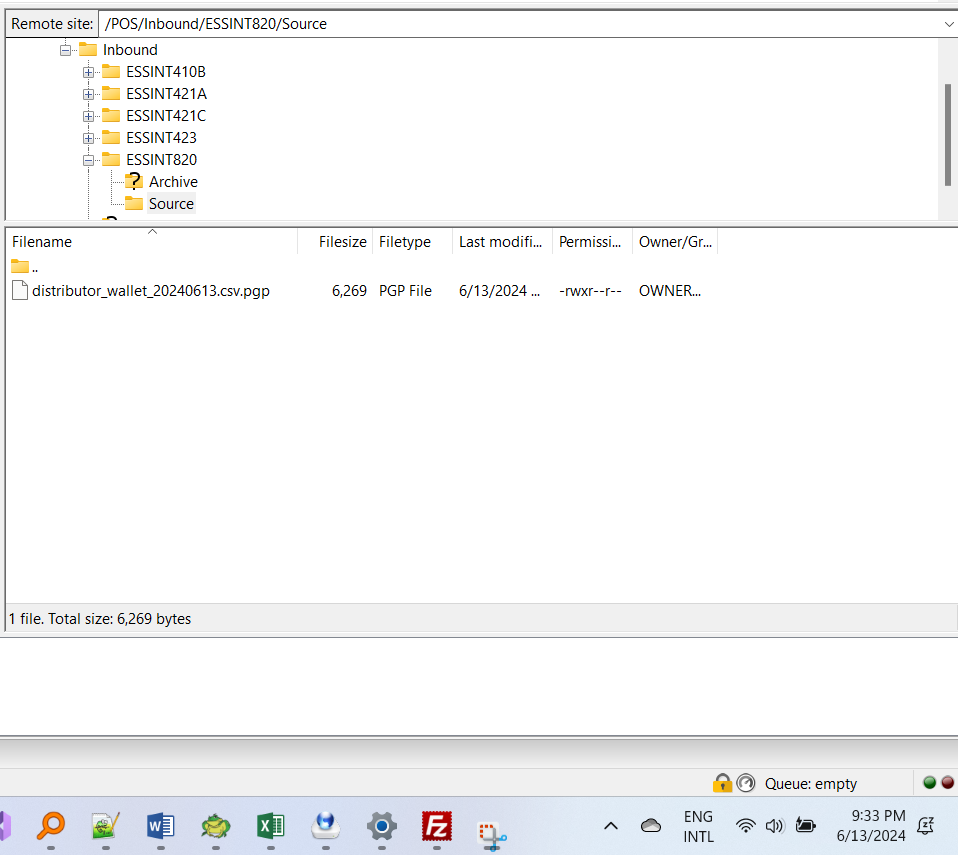 Remote site: /POS/Inbound/ESSINT820/Source
Inbound
ESSINT410B
ESSINT421A
ESSINT421C
ESSINT423
ESSINT820
? Archive
Source
Filename Filesize Filetype Last modifi... Permissi... Owner/Gr...
..
distributor_wallet_20240613.csv.pgp 6,269 PGP File 6/13/2024 ... -rwxr--r-- OWNER...
1 file. Total size: 6,269 bytes
Queue: empty
ENG 9:33 PM
INTL 6/13/2024